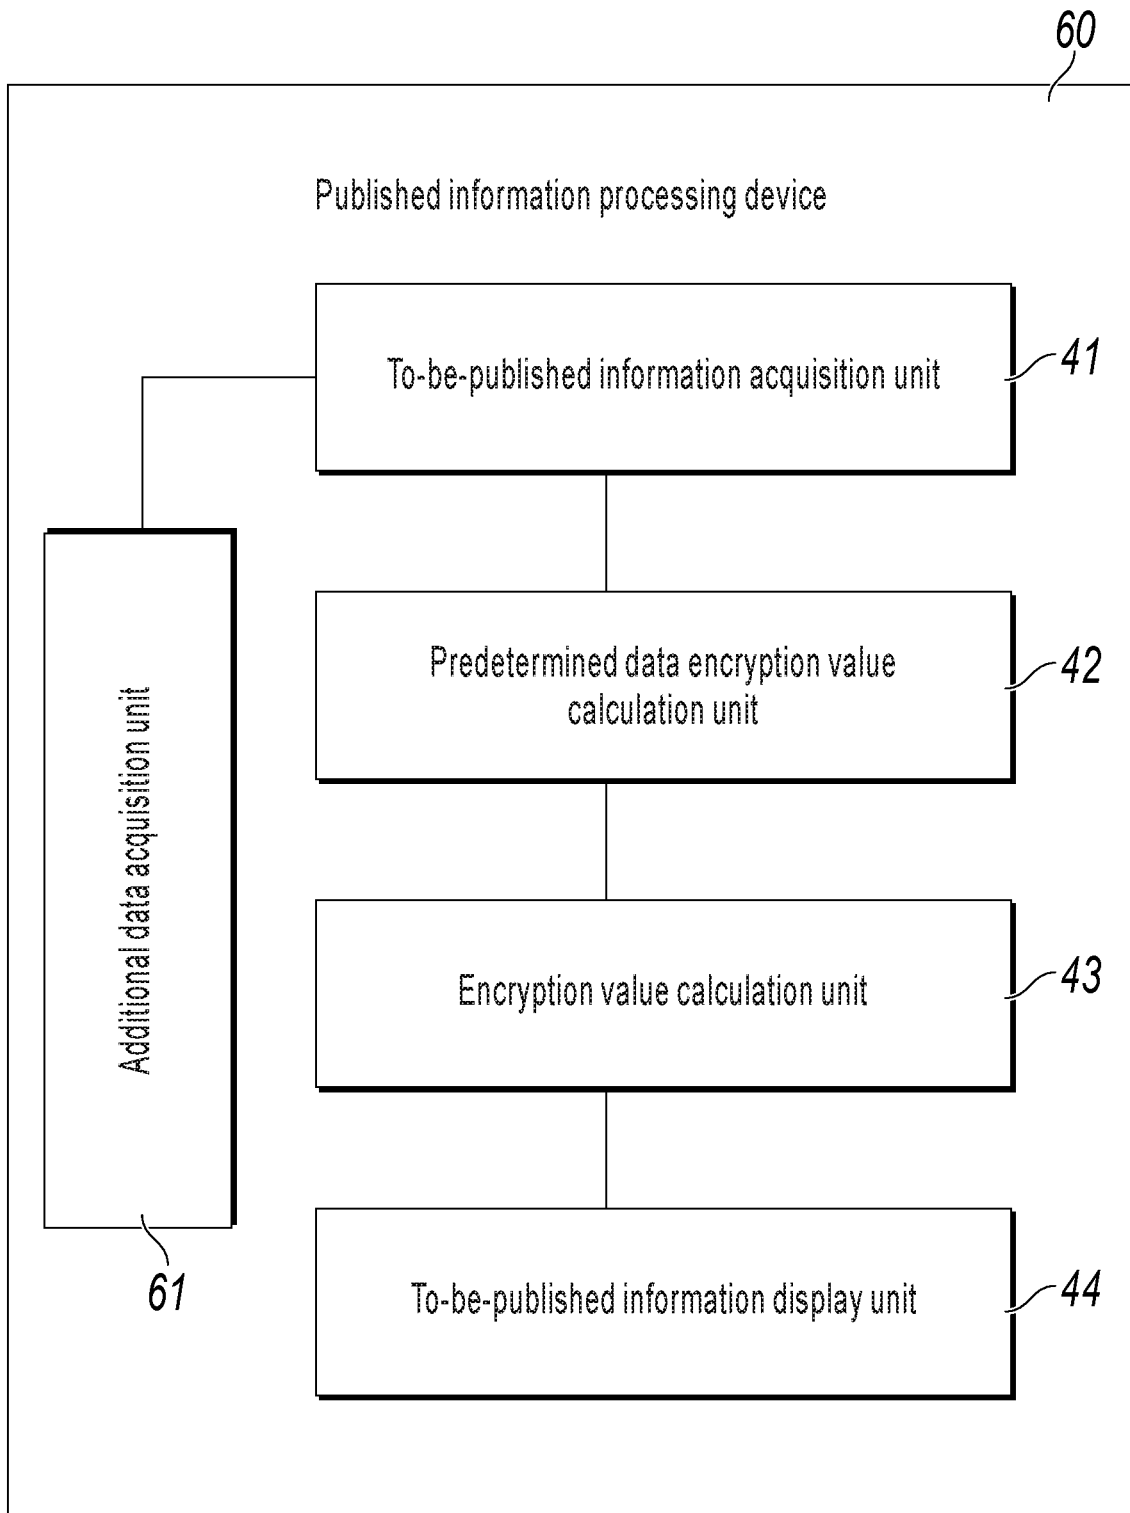 60
Published information processing device
To-be-published information acquisition unit
41
Predetermined data encryption value
calculation unit
42
Additional data acquisition unit
Encryption value calculation unit
43
61
To-be-published information display unit
44